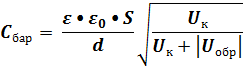 C_бар = (ε • ε₀ • S / d) √(U_к / (U_к + |U_обр|))